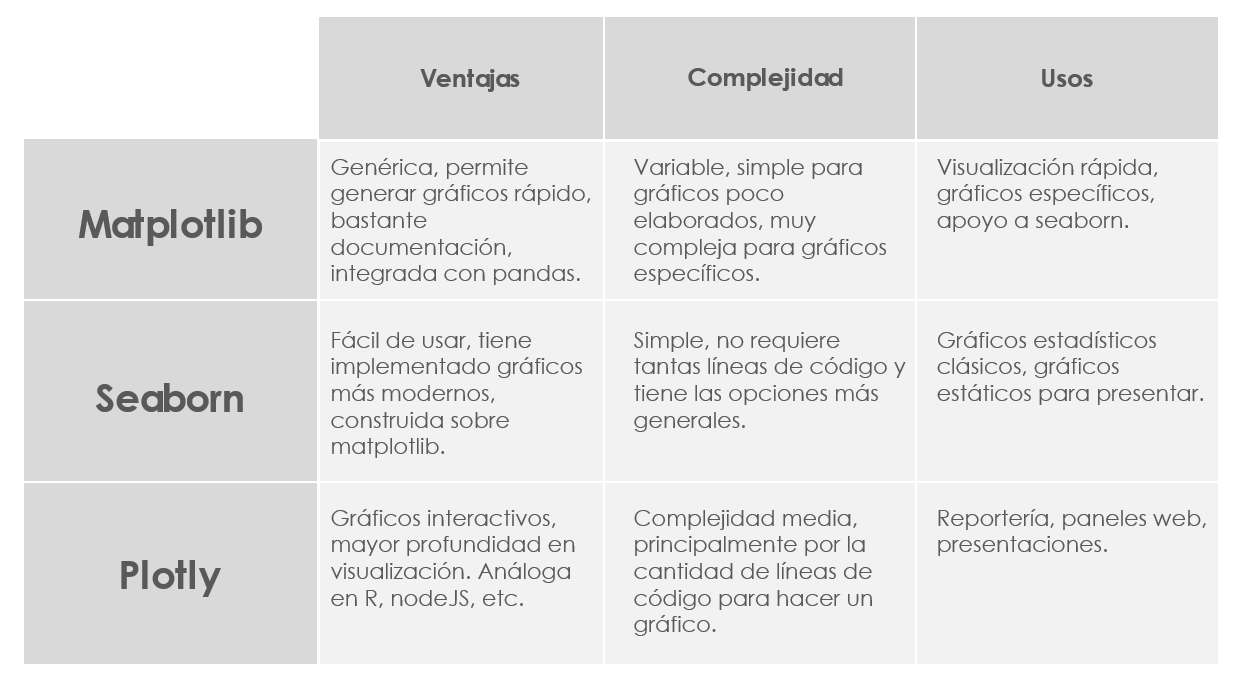 Ventajas
Complejidad
Usos
Matplotlib
Genérica, permite
generar gráficos rápido,
bastante
documentación,
integrada con pandas.
Variable, simple para
gráficos poco
elaborados, muy
compleja para gráficos
específicos.
Visualización rápida,
gráficos específicos,
apoyo a seaborn.
Seaborn
Fácil de usar, tiene
implementado gráficos
más modernos,
construida sobre
matplotlib.
Simple, no requiere
tantas líneas de código y
tiene las opciones más
generales.
Gráficos estadísticos
clásicos, gráficos
estáticos para presentar.
Plotly
Gráficos interactivos,
mayor profundidad en
visualización. Análoga
en R, nodeJS, etc.
Complejidad media,
principalmente por la
cantidad de líneas de
código para hacer un
gráfico.
Reportería, paneles web,
presentaciones.